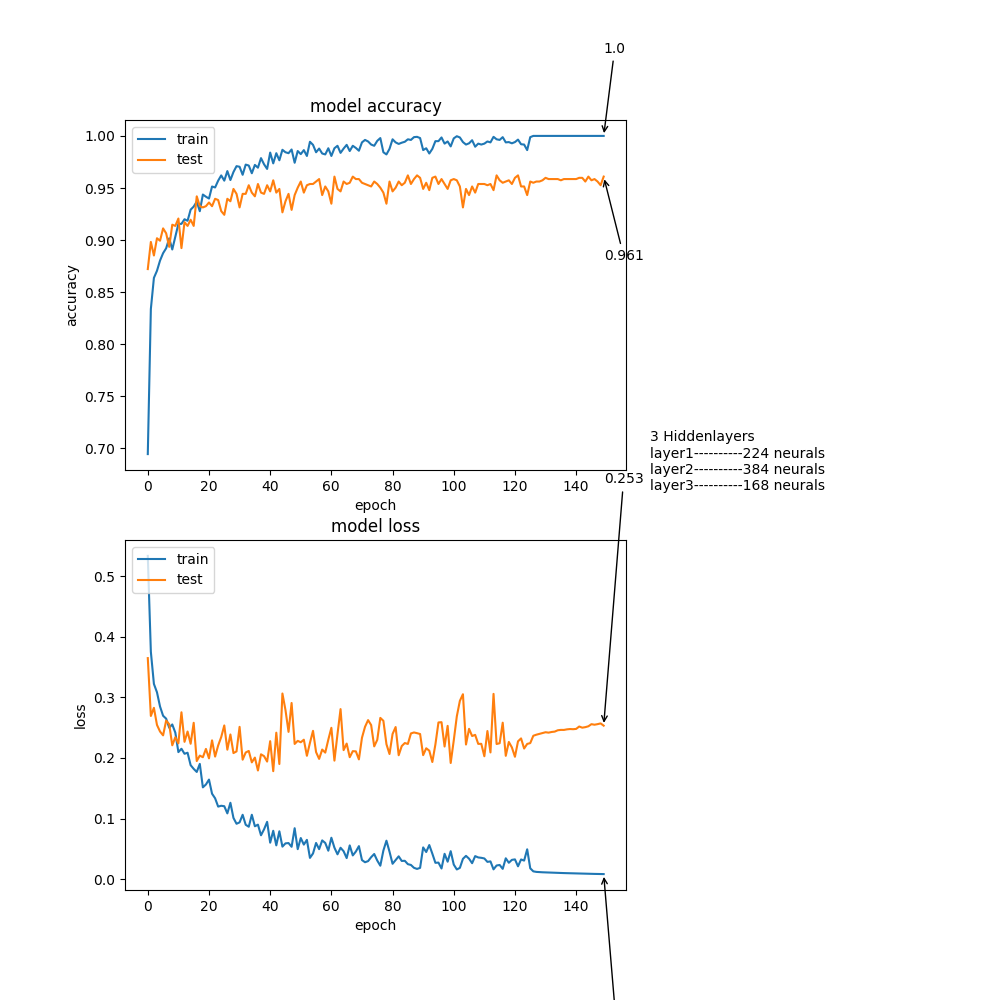 1.0
model accuracy
train
test
1.00
0.95
0.90
0.85
0.80
0.75
0.70
accuracy
0.961
0 20 40 60 80 100 120 140
epoch
3 Hiddenlayers
layer1----------224 neurals
layer2----------384 neurals
layer3----------168 neurals
0.253
model loss
train
test
0.5
0.4
0.3
0.2
0.1
0.0
loss
0 20 40 60 80 100 120 140
epoch